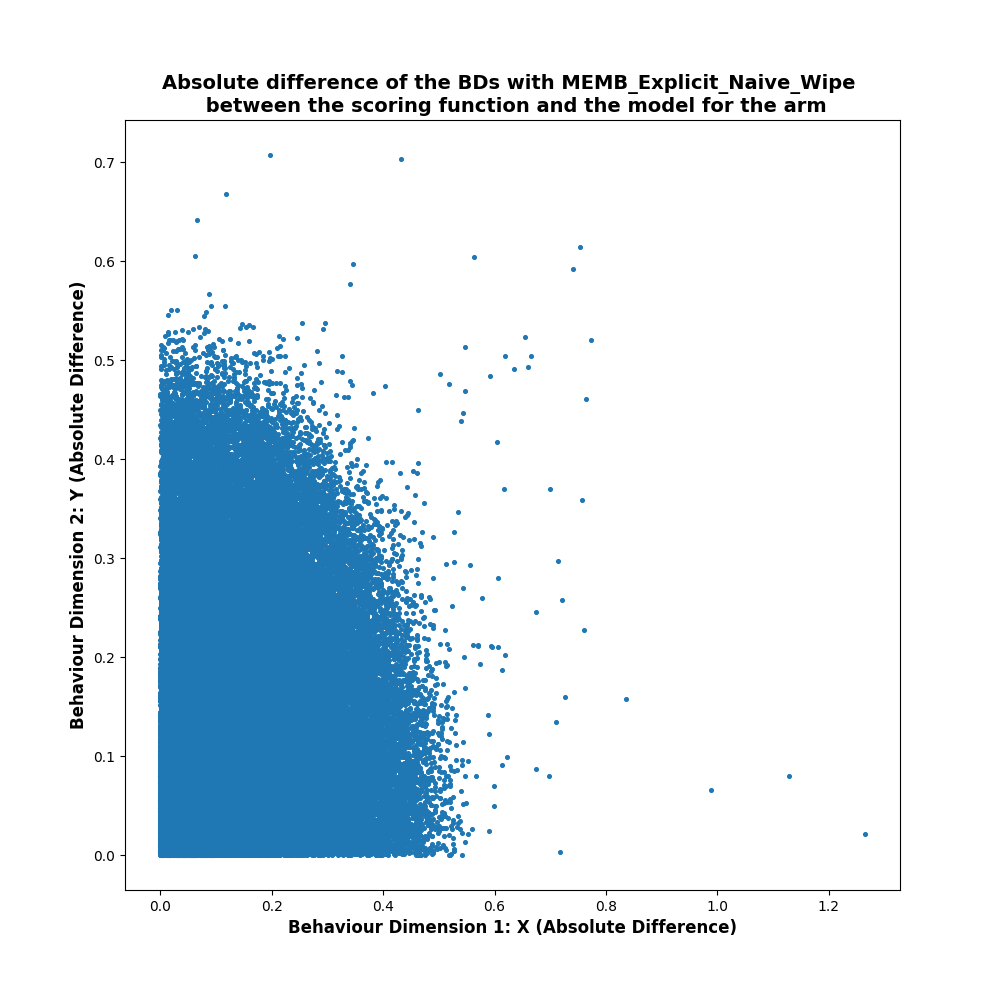 Absolute difference of the BDs with MEMB_Explicit_Naive_Wipe
between the scoring function and the model for the arm
0.7
0.6
0.5
0.4
0.3
0.2
0.1
0.0
Behaviour Dimension 2: Y (Absolute Difference)
0.0 0.2 0.4 0.6 0.8 1.0 1.2
Behaviour Dimension 1: X (Absolute Difference)